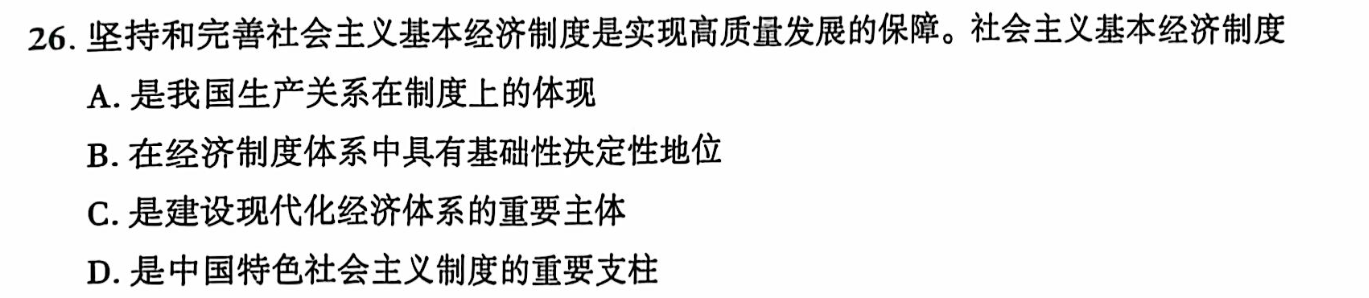 26. 坚持和完善社会主义基本经济制度是实现高质量发展的保障。社会主义基本经济制度
A. 是我国生产关系在制度上的体现
B. 在经济制度体系中具有基础性决定性地位
C. 是建设现代化经济体系的重要主体
D. 是中国特色社会主义制度的重要支柱